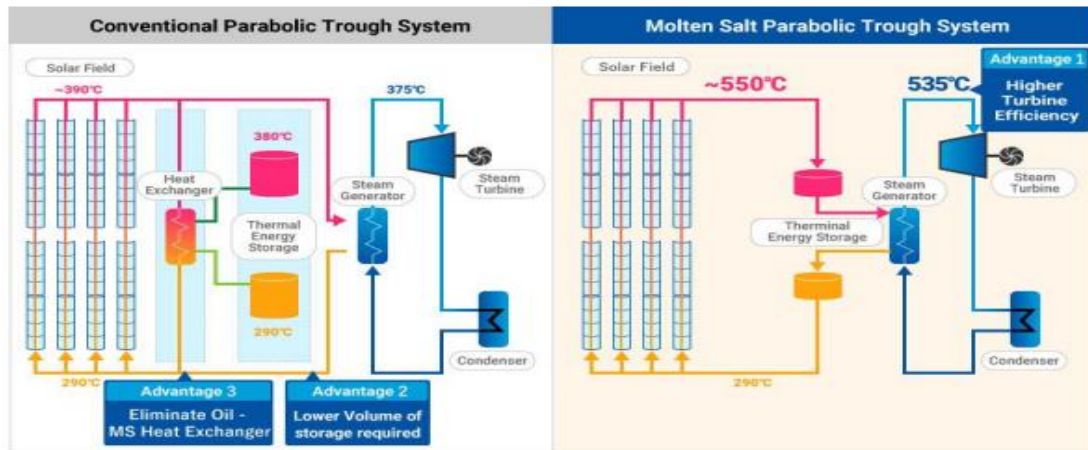 Conventional Parabolic Trough System
Solar Field
~390℃
375℃
380℃
Heat
Exchanger
Steam
Generator
Steam
Turbine
Thermal
Energy
Storage
290℃
Condenser
290℃
Advantage 3
Eliminate Oil -
MS Heat Exchanger
Advantage 2
Lower Volume of
storage required
Molten Salt Parabolic Trough System
Solar Field
~550℃
535℃
Advantage 1
Higher
Turbine
Efficiency
Steam
Generator
Steam
Turbine
Therminal
Energy Storage
Condenser
290℃